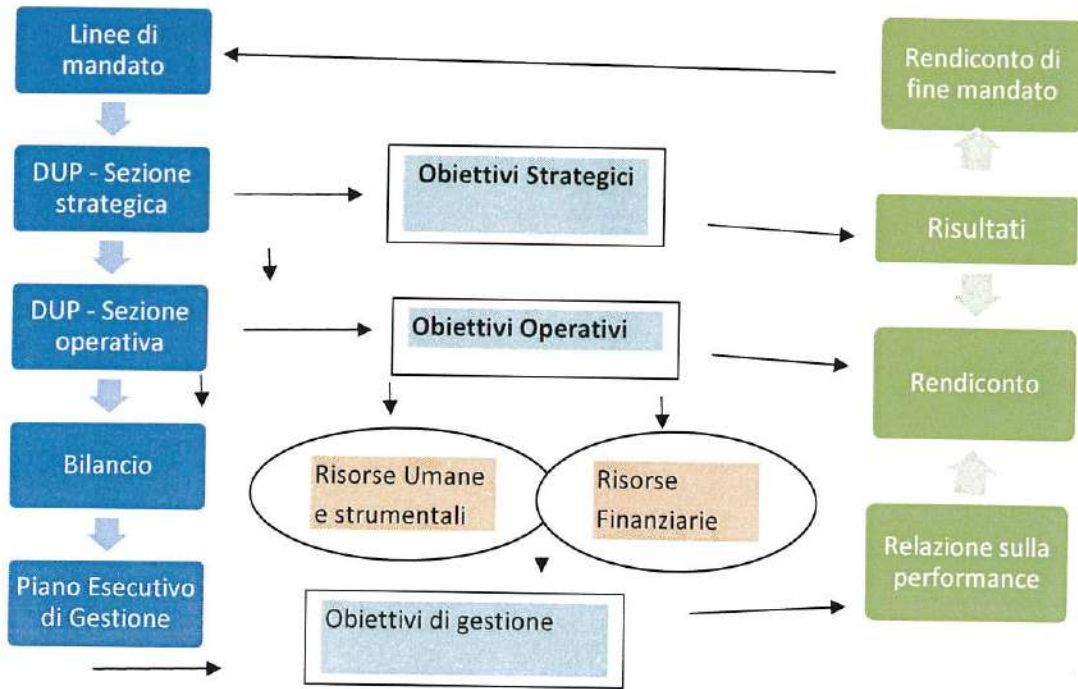 Linee di
mandato
DUP - Sezione
strategica
DUP - Sezione
operativa
Bilancio
Piano Esecutivo
di Gestione
Obiettivi Strategici
Obiettivi Operativi
Risorse Umane
e strumentali
Risorse
Finanziarie
Obiettivi di gestione
Rendiconto di
fine mandato
Risultati
Rendiconto
Relazione sulla
performance